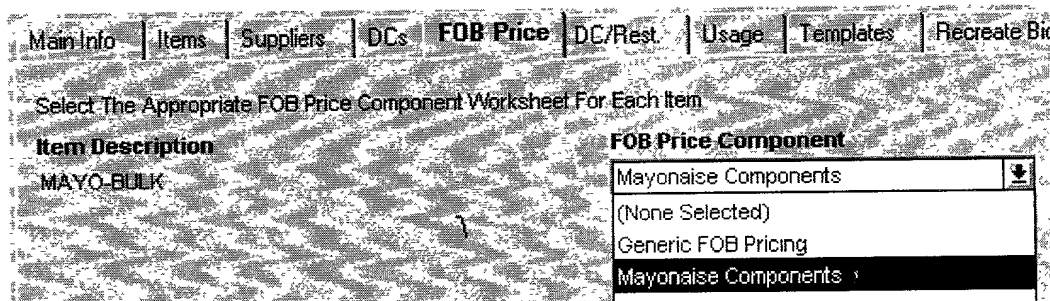 Main Info Items Suppliers DCs FOB Price DC/Rest. Usage Templates Recreate Bid
Select The Appropriate FOB Price Component Worksheet For Each Item
Item Description FOB Price Component
MAYO-BULK Mayonaise Components
(None Selected)
Generic FOB Pricing
Mayonaise Components